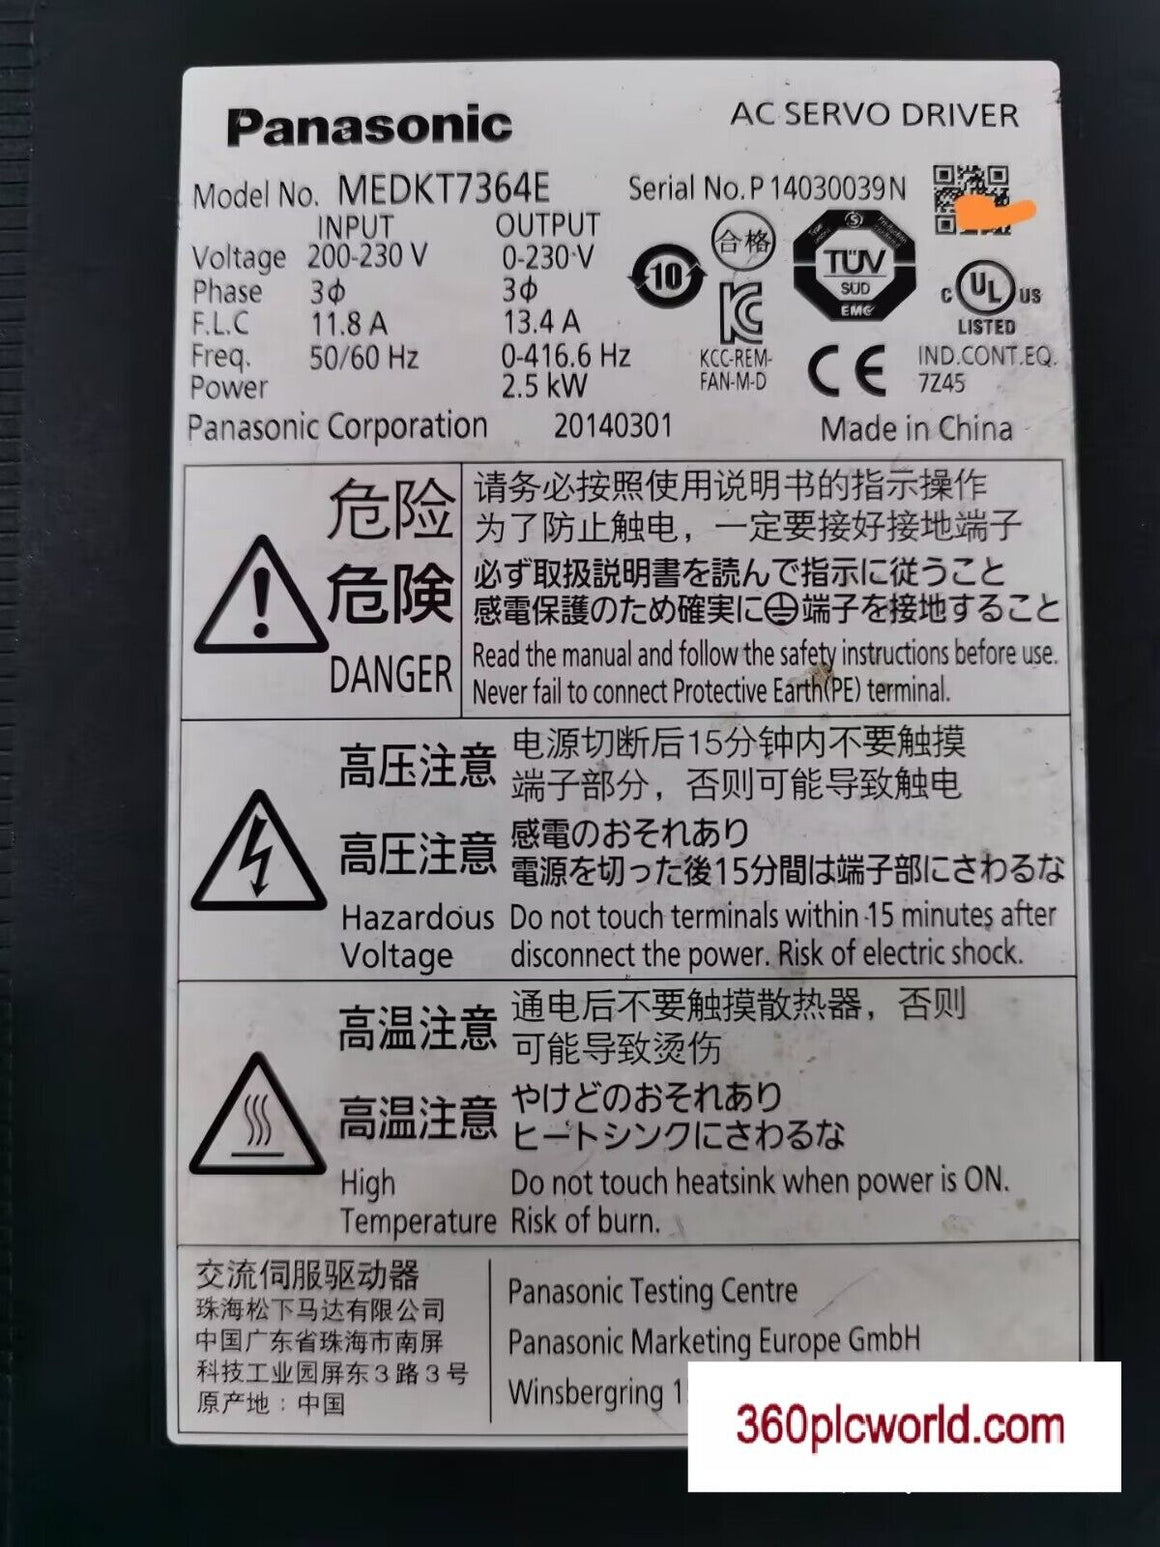 Panasonic AC SERVO DRIVER
Model No. MEDKT7364E Serial No. P 14030039N
INPUT OUTPUT
Voltage 200-230 V 0-230 V
Phase 3ϕ 3ϕ
F.L.C 11.8 A 13.4 A
Freq. 50/60 Hz 0-416.6 Hz
Power 2.5 kW
10
合格
KCC-REM-
FAN-M-D
TÜV
SUD
EMC
CE
C UL US
LISTED
IND.CONT.EQ.
7Z45
Panasonic Corporation 20140301 Made in China
危险
危険
DANGER
请务必按照使用说明书的指示操作
为了防止触电，一定要接好接地端子
必ず取扱説明書を読んで指示に従うこと
感電保護のため確実に⏚端子を接地すること
Read the manual and follow the safety instructions before use.
Never fail to connect Protective Earth(PE) terminal.
高压注意
电源切断后15分钟内不要触摸
端子部分，否则可能导致触电
高圧注意
感電のおそれあり
電源を切った後15分間は端子部にさわるな
Hazardous
Voltage
Do not touch terminals within 15 minutes after
disconnect the power. Risk of electric shock.
高温注意
通电后不要触摸散热器，否则
可能导致烫伤
高温注意
やけどのおそれあり
ヒートシンクにさわるな
High
Temperature
Do not touch heatsink when power is ON.
Risk of burn.
交流伺服驱动器
珠海松下马达有限公司
中国广东省珠海市南屏
科技工业园屏东3路3号
原产地：中国
Panasonic Testing Centre
Panasonic Marketing Europe GmbH
Winsbergring
360plcworld.com